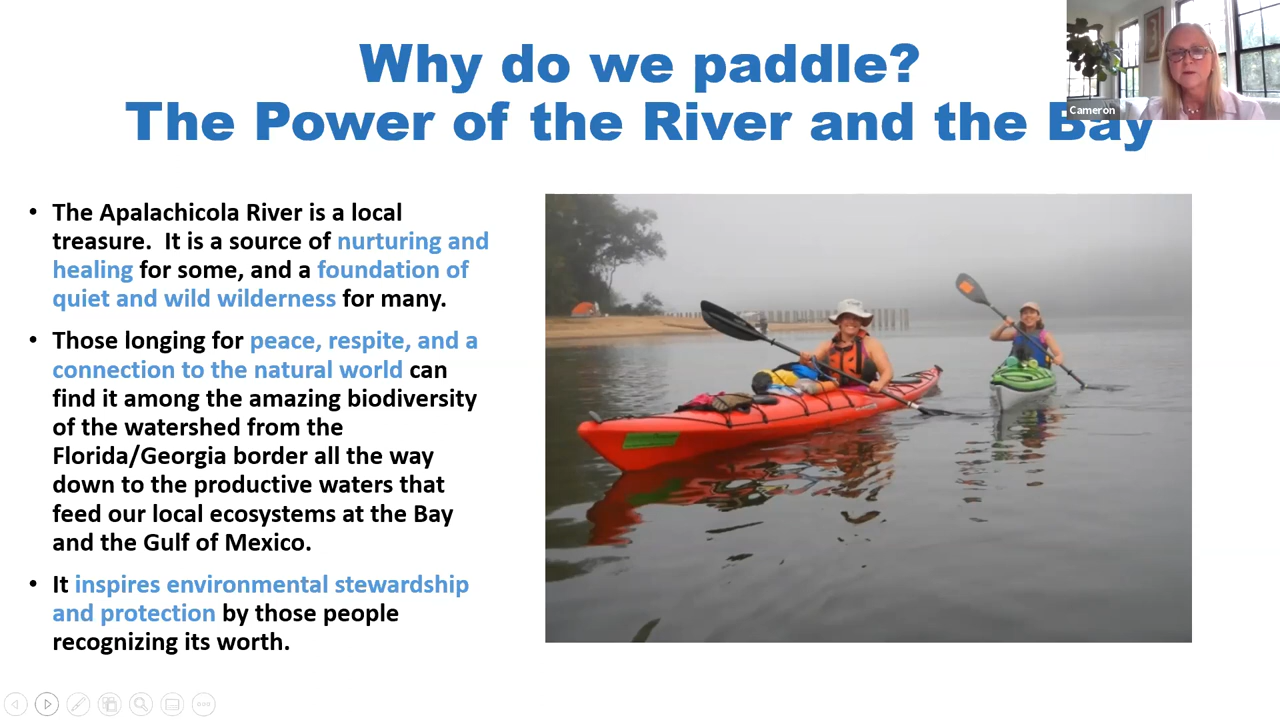 Why do we paddle?
The Power of the River and the Bay
Cameron
• The Apalachicola River is a local
treasure.  It is a source of nurturing and
healing for some, and a foundation of
quiet and wild wilderness for many.
• Those longing for peace, respite, and a
connection to the natural world can
find it among the amazing biodiversity
of the watershed from the
Florida/Georgia border all the way
down to the productive waters that
feed our local ecosystems at the Bay
and the Gulf of Mexico.
• It inspires environmental stewardship
and protection by those people
recognizing its worth.